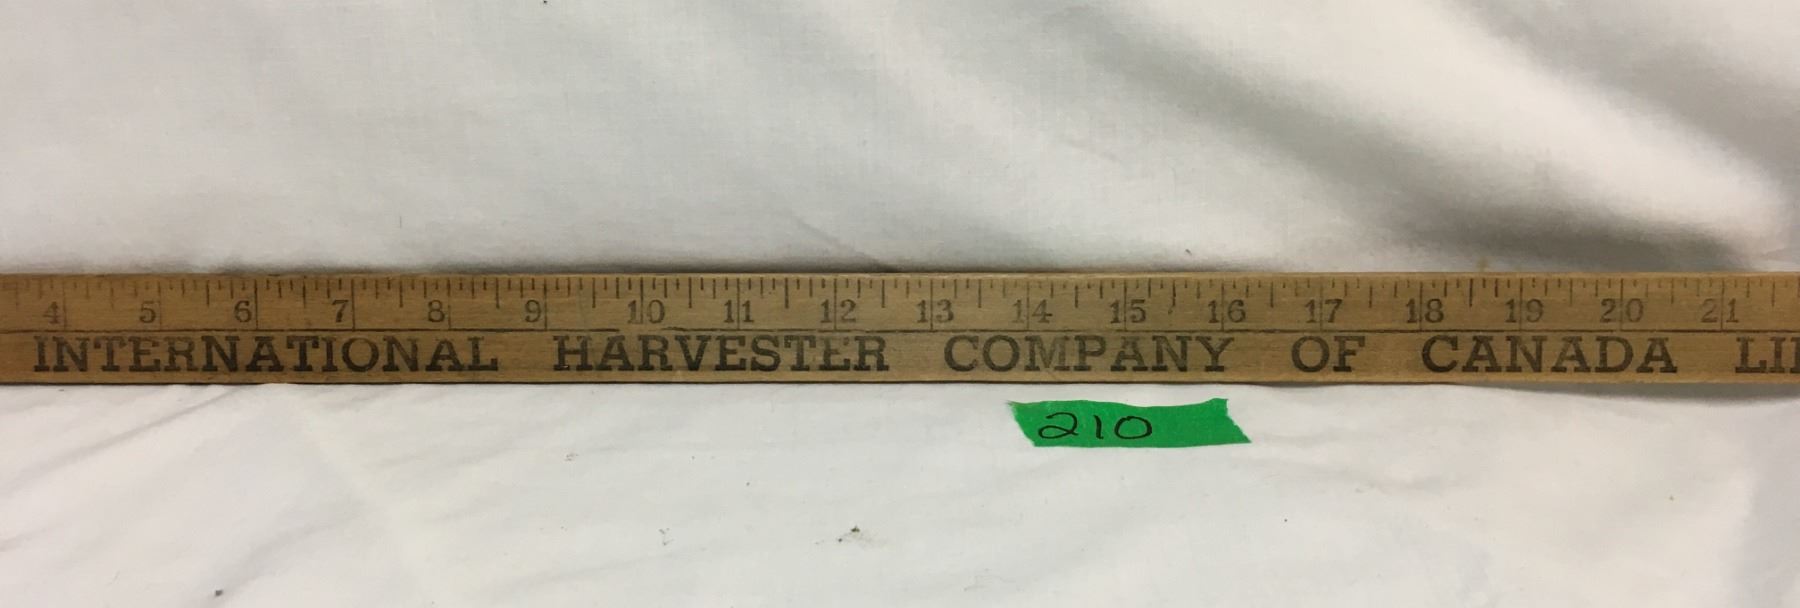 4 5 6 7 8 9 10 11 12 13 14 15 16 17 18 19 20 21
INTERNATIONAL HARVESTER COMPANY OF CANADA
210